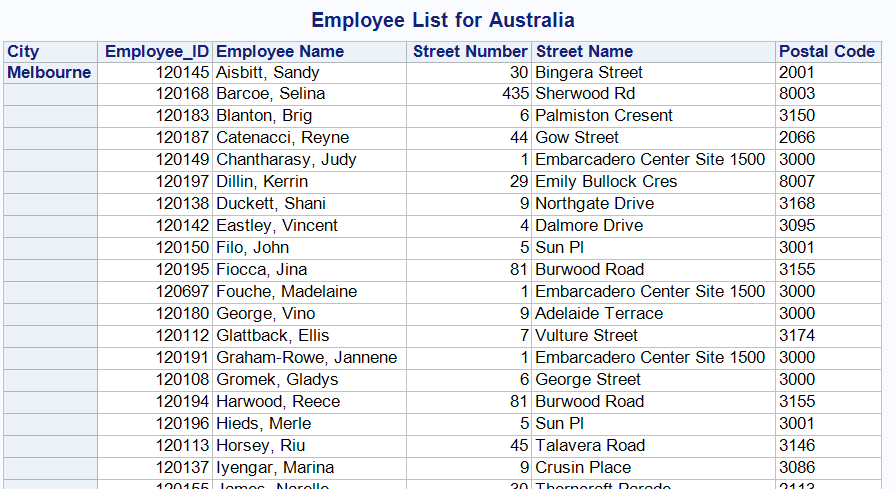 Employee List for Australia
City Employee_ID Employee Name Street Number Street Name Postal Code
Melbourne 120145 Aisbitt, Sandy 30 Bingera Street 2001
120168 Barcoe, Selina 435 Sherwood Rd 8003
120183 Blanton, Brig 6 Palmiston Cresent 3150
120187 Catenacci, Reyne 44 Gow Street 2066
120149 Chantharasy, Judy 1 Embarcadero Center Site 1500 3000
120197 Dillin, Kerrin 29 Emily Bullock Cres 8007
120138 Duckett, Shani 9 Northgate Drive 3168
120142 Eastley, Vincent 4 Dalmore Drive 3095
120150 Filo, John 5 Sun Pl 3001
120195 Fiocca, Jina 81 Burwood Road 3155
120697 Fouche, Madelaine 1 Embarcadero Center Site 1500 3000
120180 George, Vino 9 Adelaide Terrace 3000
120112 Glattback, Ellis 7 Vulture Street 3174
120191 Graham-Rowe, Jannene 1 Embarcadero Center Site 1500 3000
120108 Gromek, Gladys 6 George Street 3000
120194 Harwood, Reece 81 Burwood Road 3155
120196 Hieds, Merle 5 Sun Pl 3001
120113 Horsey, Riu 45 Talavera Road 3146
120137 Iyengar, Marina 9 Crusin Place 3086
120155 James, Narelle 30